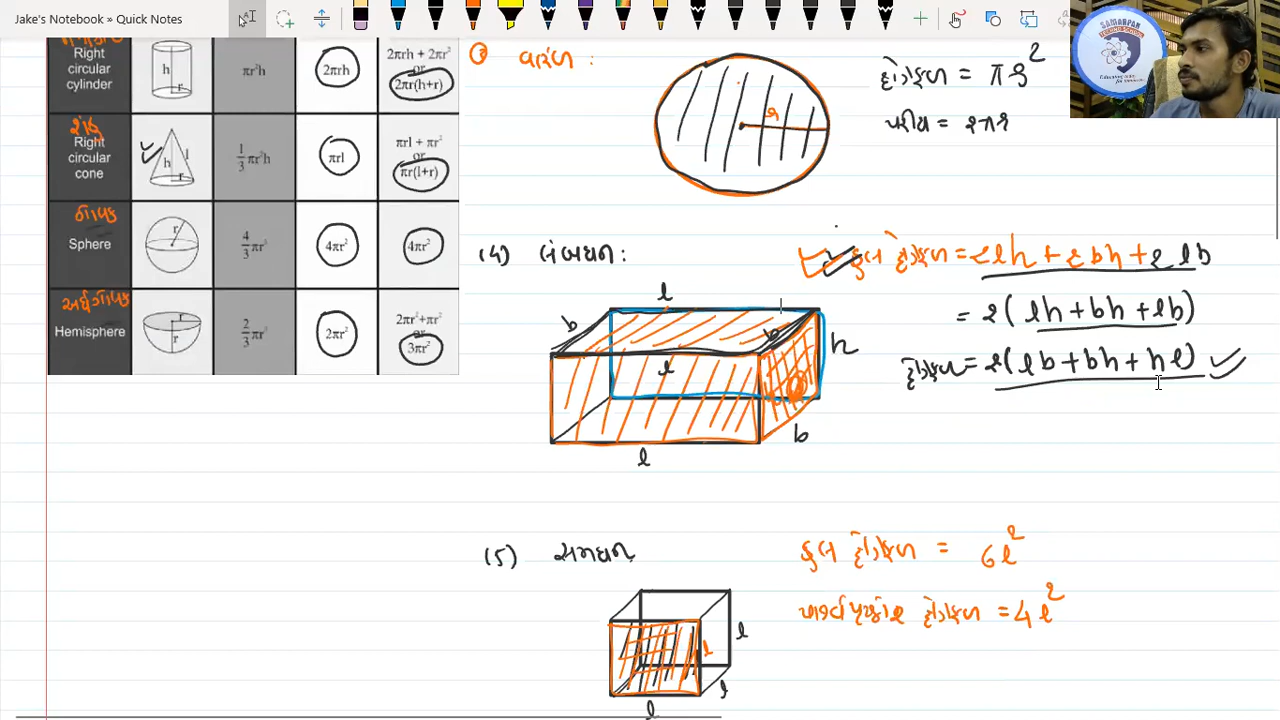 Jake's Notebook » Quick Notes
SAMARPAN
Right
circular
cylinder
h
r
πr²h
2πrh
2πrh + 2πr²
or
2πr(h+r)
શંકુ
Right
circular
cone
h
l
r
1/3 πr²h
πrl
πrl + πr²
or
πr(l+r)
ગોલક
Sphere
r
4/3 πr³
4πr²
4πr²
અર્ધગોલક
Hemisphere
r
r
2/3 πr³
2πr²
2πr²+πr²
or
3πr²
વર્તુળ :
r
ક્ષેત્રફળ = πr²
પરીઘ = 2πr
(4) લંબઘન:
l
b
b
l
h
b
l
કુલ ક્ષેત્રફળ = 2lh + 2bh + 2lb
= 2(lh + bh + lb)
ક્ષેત્રફળ = 2(lb + bh + hl)
(5) સમઘન
l
l
l
l
કુલ ક્ષેત્રફળ = 6l²
ક્ષેત્રફળ = 4l²